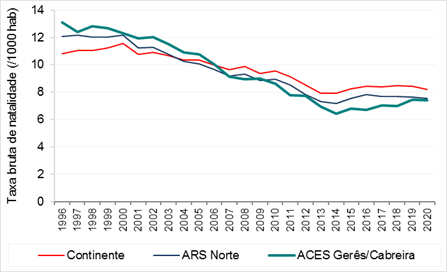 Taxa bruta de natalidade (/1000 hab)
14
12
10
8
6
4
2
0
1996 1997 1998 1999 2000 2001 2002 2003 2004 2005 2006 2007 2008 2009 2010 2011 2012 2013 2014 2015 2016 2017 2018 2019 2020
Continente ARS Norte ACES Gerês/Cabreira